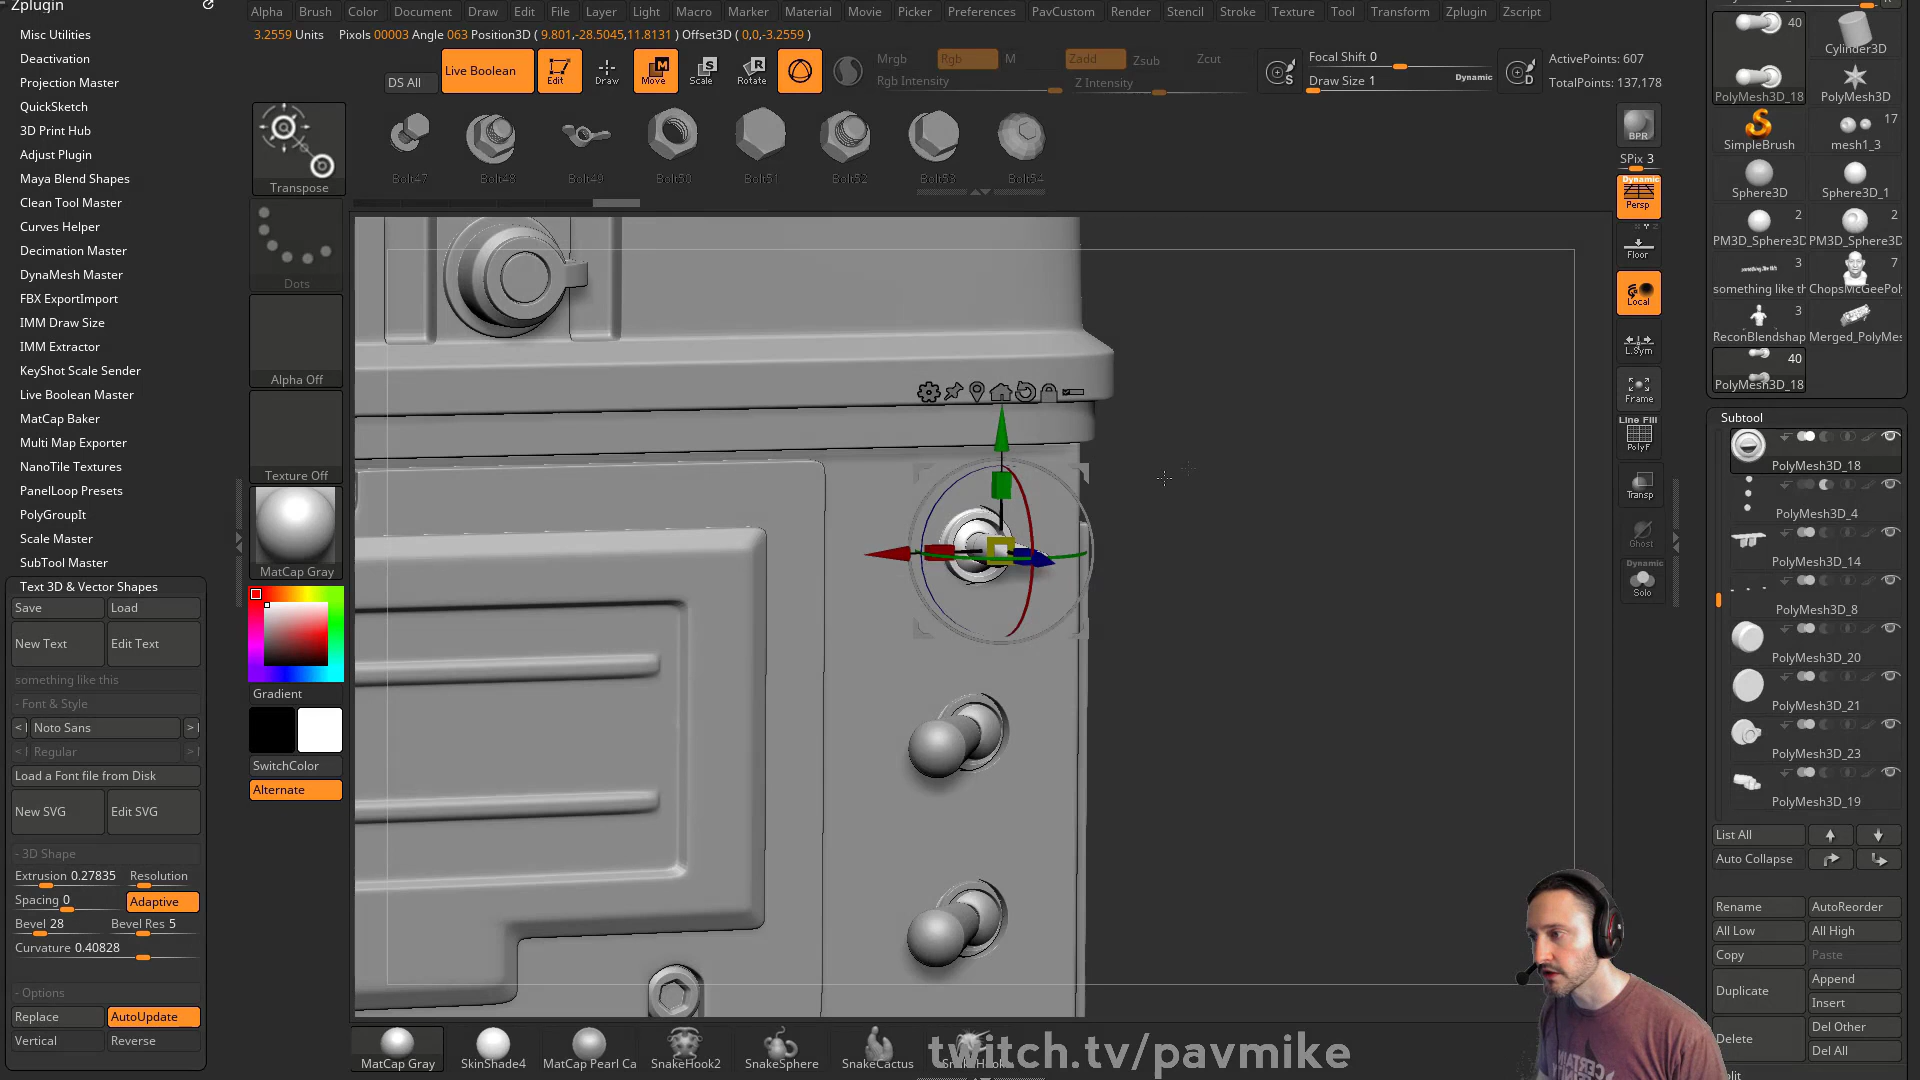 Zplugin
Alpha Brush Color Document Draw Edit File Layer Light Macro Marker Material Movie Picker Preferences PavCustom Render Stencil Stroke Texture Tool Transform Zplugin Zscript
3.2559 Units Pixols 00003 Angle 063 Position3D ( 9.801,-28.5045,11.8131 ) Offset3D ( 0,0,-3.2559 )
DS All
Live Boolean
Edit
Draw
Move
Scale
Rotate
Mrgb Rgb M Zadd Zsub Zcut
Rgb Intensity
Z Intensity
Focal Shift 0
Draw Size 1
Dynamic
ActivePoints: 607
TotalPoints: 137,178
Misc Utilities
Deactivation
Projection Master
QuickSketch
3D Print Hub
Adjust Plugin
Maya Blend Shapes
Clean Tool Master
Curves Helper
Decimation Master
DynaMesh Master
FBX ExportImport
IMM Draw Size
IMM Extractor
KeyShot Scale Sender
Live Boolean Master
MatCap Baker
Multi Map Exporter
NanoTile Textures
PanelLoop Presets
PolyGroupIt
Scale Master
SubTool Master
Text 3D & Vector Shapes
Save Load
New Text Edit Text
something like this
- Font & Style
Noto Sans
Regular
Load a Font file from Disk
New SVG Edit SVG
- 3D Shape
Extrusion 0.27835 Resolution
Spacing 0 Adaptive
Bevel 28 Bevel Res 5
Curvature 0.40828
- Options
Replace AutoUpdate
Vertical Reverse
Transpose
Dots
Alpha Off
Texture Off
MatCap Gray
Gradient
SwitchColor
Alternate
Bolt47 Bolt48 Bolt49 Bolt50 Bolt51 Bolt52 Bolt53 Bolt54
BPR
SPix 3
Dynamic
Persp
Floor
Local
L.Sym
Frame
Line Fill
PolyF
Transp
Ghost
Dynamic
Solo
40
Cylinder3D
PolyMesh3D_18 PolyMesh3D
SimpleBrush 17 mesh1_3
Sphere3D Sphere3D_1
2 2
PM3D_Sphere3D PM3D_Sphere3D
3 7
something like th ChopsMcGeePoly
3
ReconBlendshap Merged_PolyMes
40
PolyMesh3D_18
Subtool
PolyMesh3D_18
PolyMesh3D_4
PolyMesh3D_14
PolyMesh3D_8
PolyMesh3D_20
PolyMesh3D_21
PolyMesh3D_23
PolyMesh3D_19
List All
Auto Collapse
Rename AutoReorder
All Low All High
Copy Paste
Duplicate Append
Insert
Delete Del Other
Del All
Split
MatCap Gray SkinShade4 MatCap Pearl Ca SnakeHook2 SnakeSphere SnakeCactus
twitch.tv/pavmike